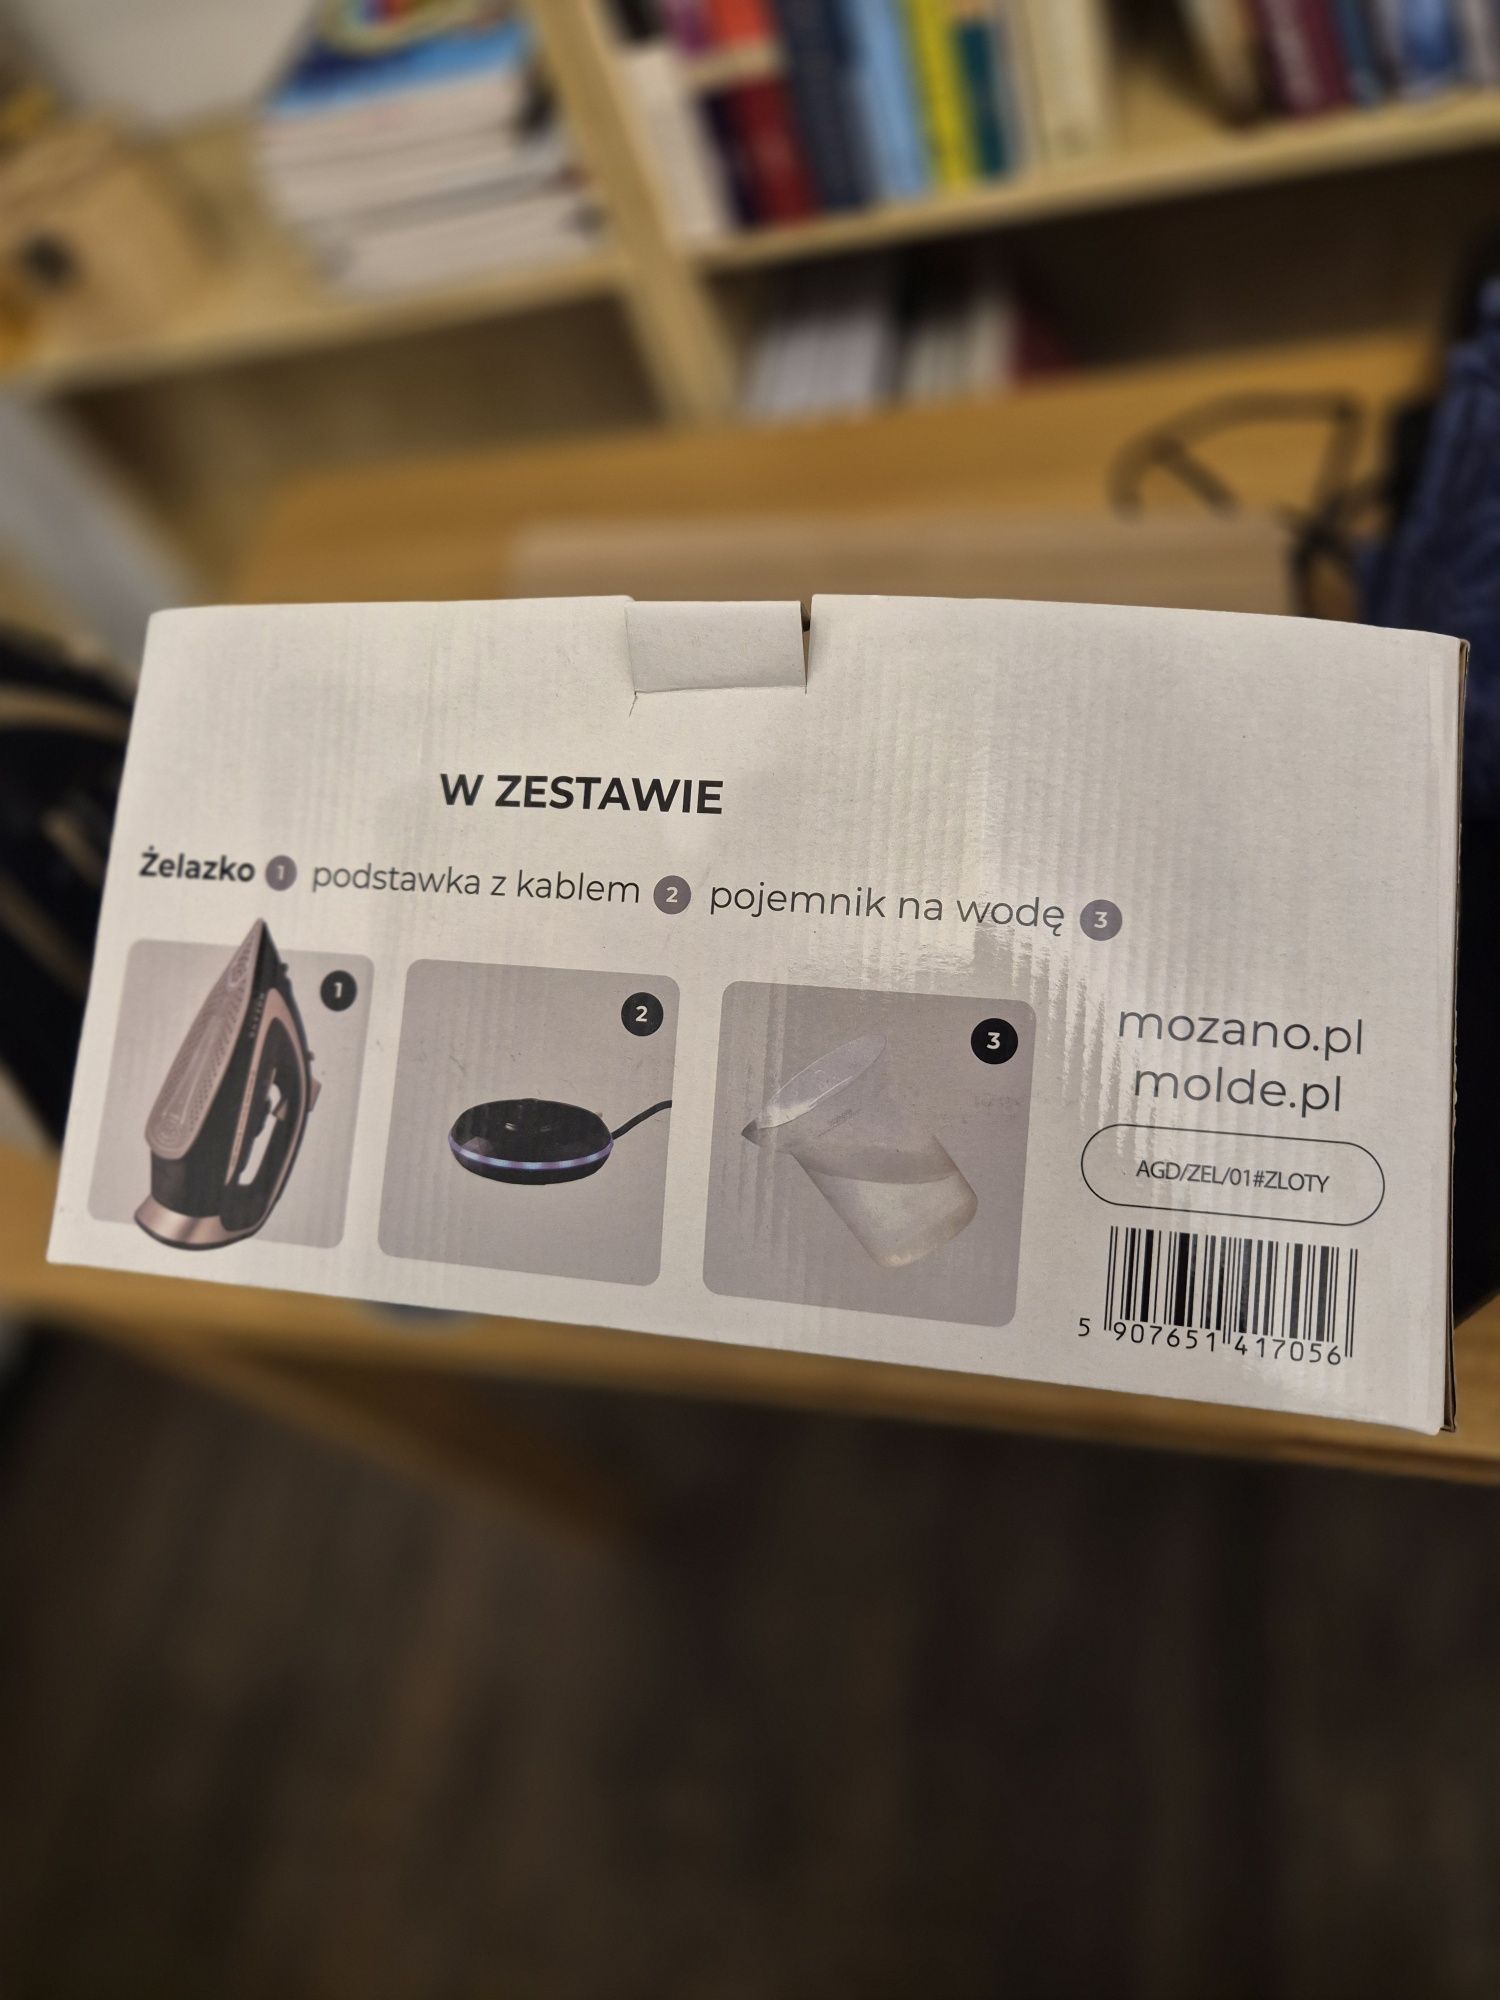 W ZESTAWIE
Żelazko 1 podstawka z kablem 2 pojemnik na wodę 3
1
2
3
mozano.pl
molde.pl
AGD/ZEL/01#ZLOTY
5 907651 417056